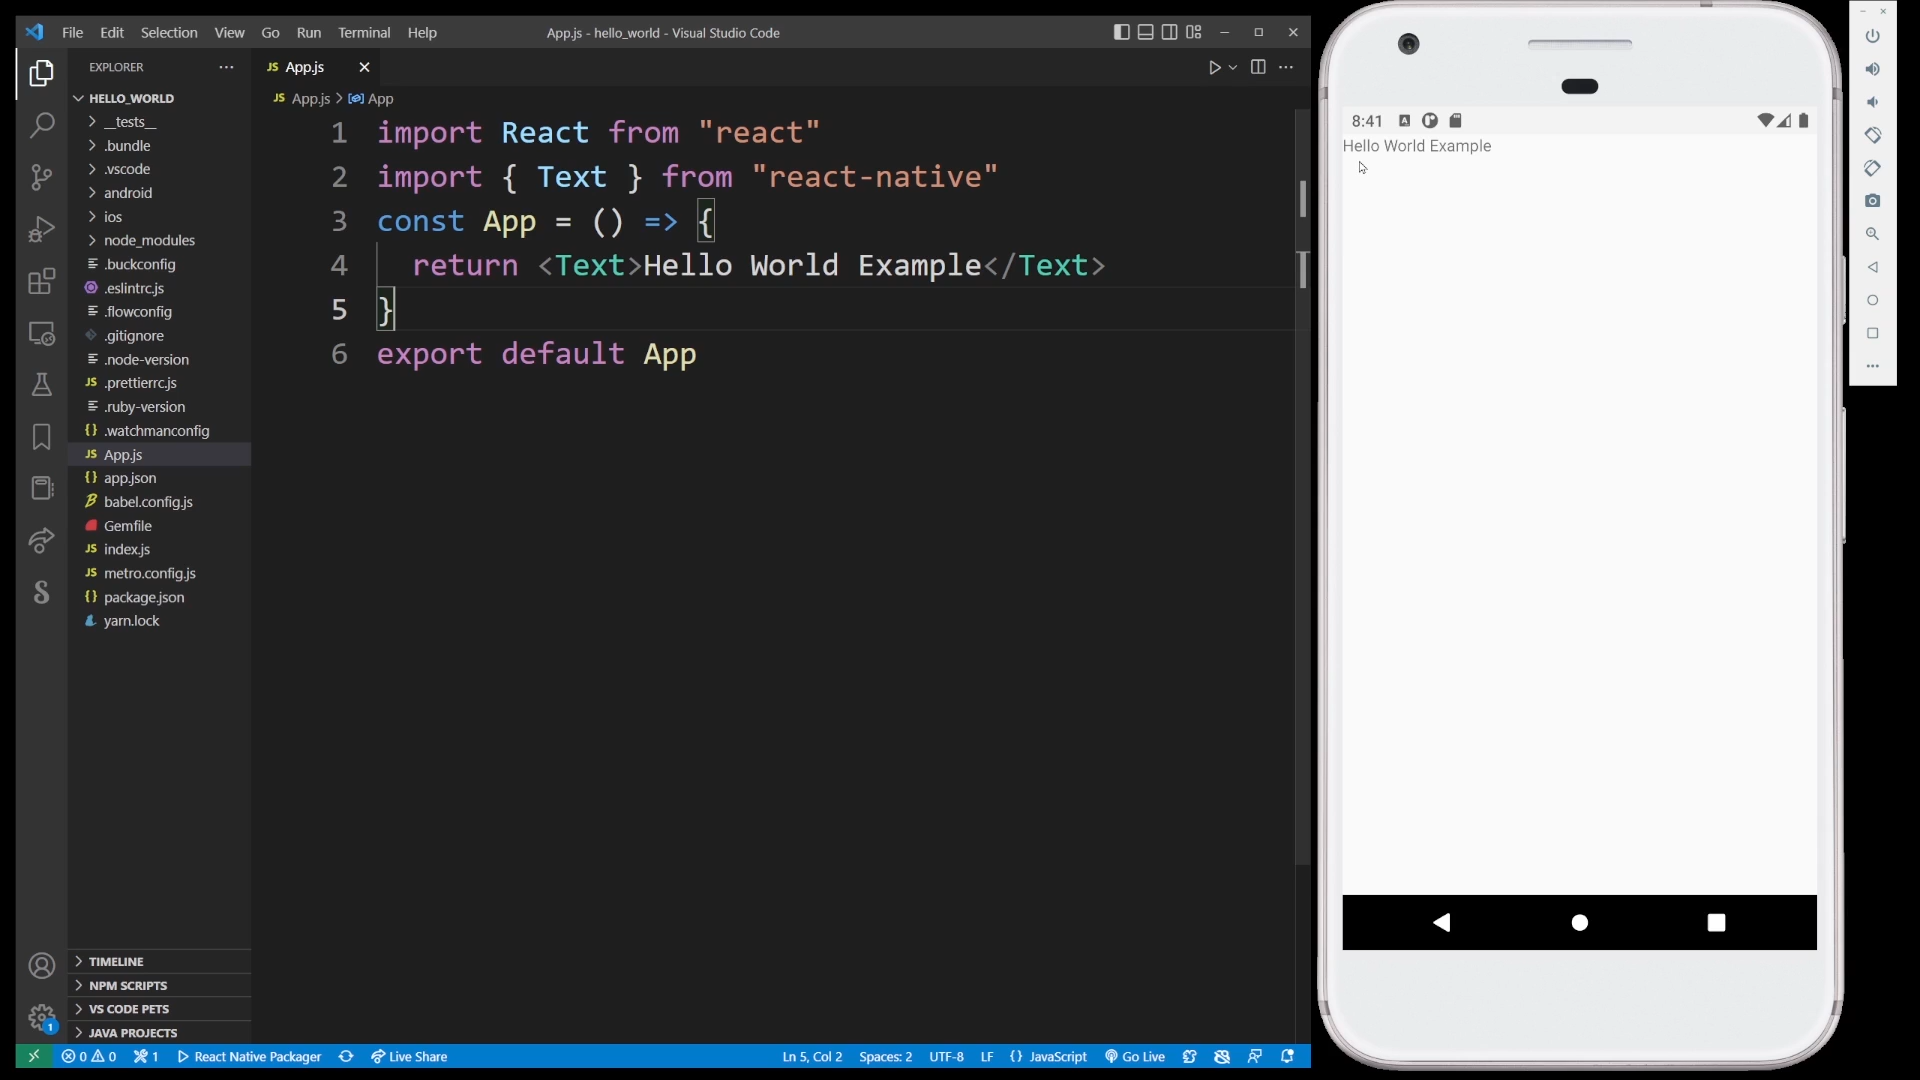 File Edit Selection View Go Run Terminal Help
App.js - hello_world - Visual Studio Code
EXPLORER
HELLO_WORLD
__tests__
.bundle
.vscode
android
ios
node_modules
.buckconfig
.eslintrc.js
.flowconfig
.gitignore
.node-version
JS .prettierrc.js
.ruby-version
{} .watchmanconfig
JS App.js
{} app.json
babel.config.js
Gemfile
JS index.js
JS metro.config.js
{} package.json
yarn.lock
TIMELINE
NPM SCRIPTS
VS CODE PETS
JAVA PROJECTS
JS App.js
JS App.js > App
1 import React from "react"
2 import { Text } from "react-native"
3 const App = () => {
4 return <Text>Hello World Example</Text>
5 }
6 export default App
1
0 0 1 React Native Packager Live Share
Ln 5, Col 2 Spaces: 2 UTF-8 LF {} JavaScript Go Live
8:41 A
Hello World Example